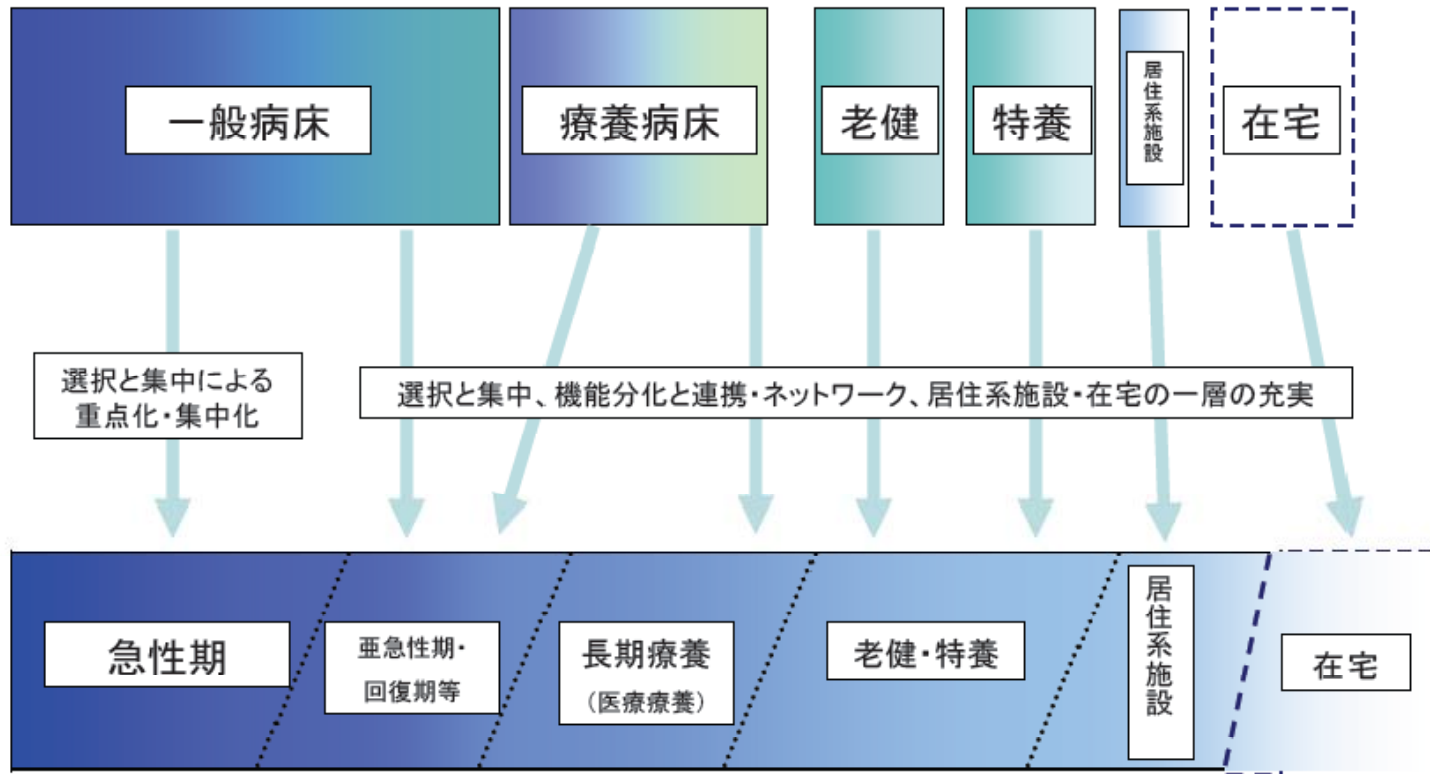 一般病床
療養病床
老健
特養
居住系施設
在宅
選択と集中による
重点化・集中化
選択と集中、機能分化と連携・ネットワーク、居住系施設・在宅の一層の充実
急性期
亜急性期・
回復期等
長期療養
(医療療養)
老健・特養
居住系施設
在宅